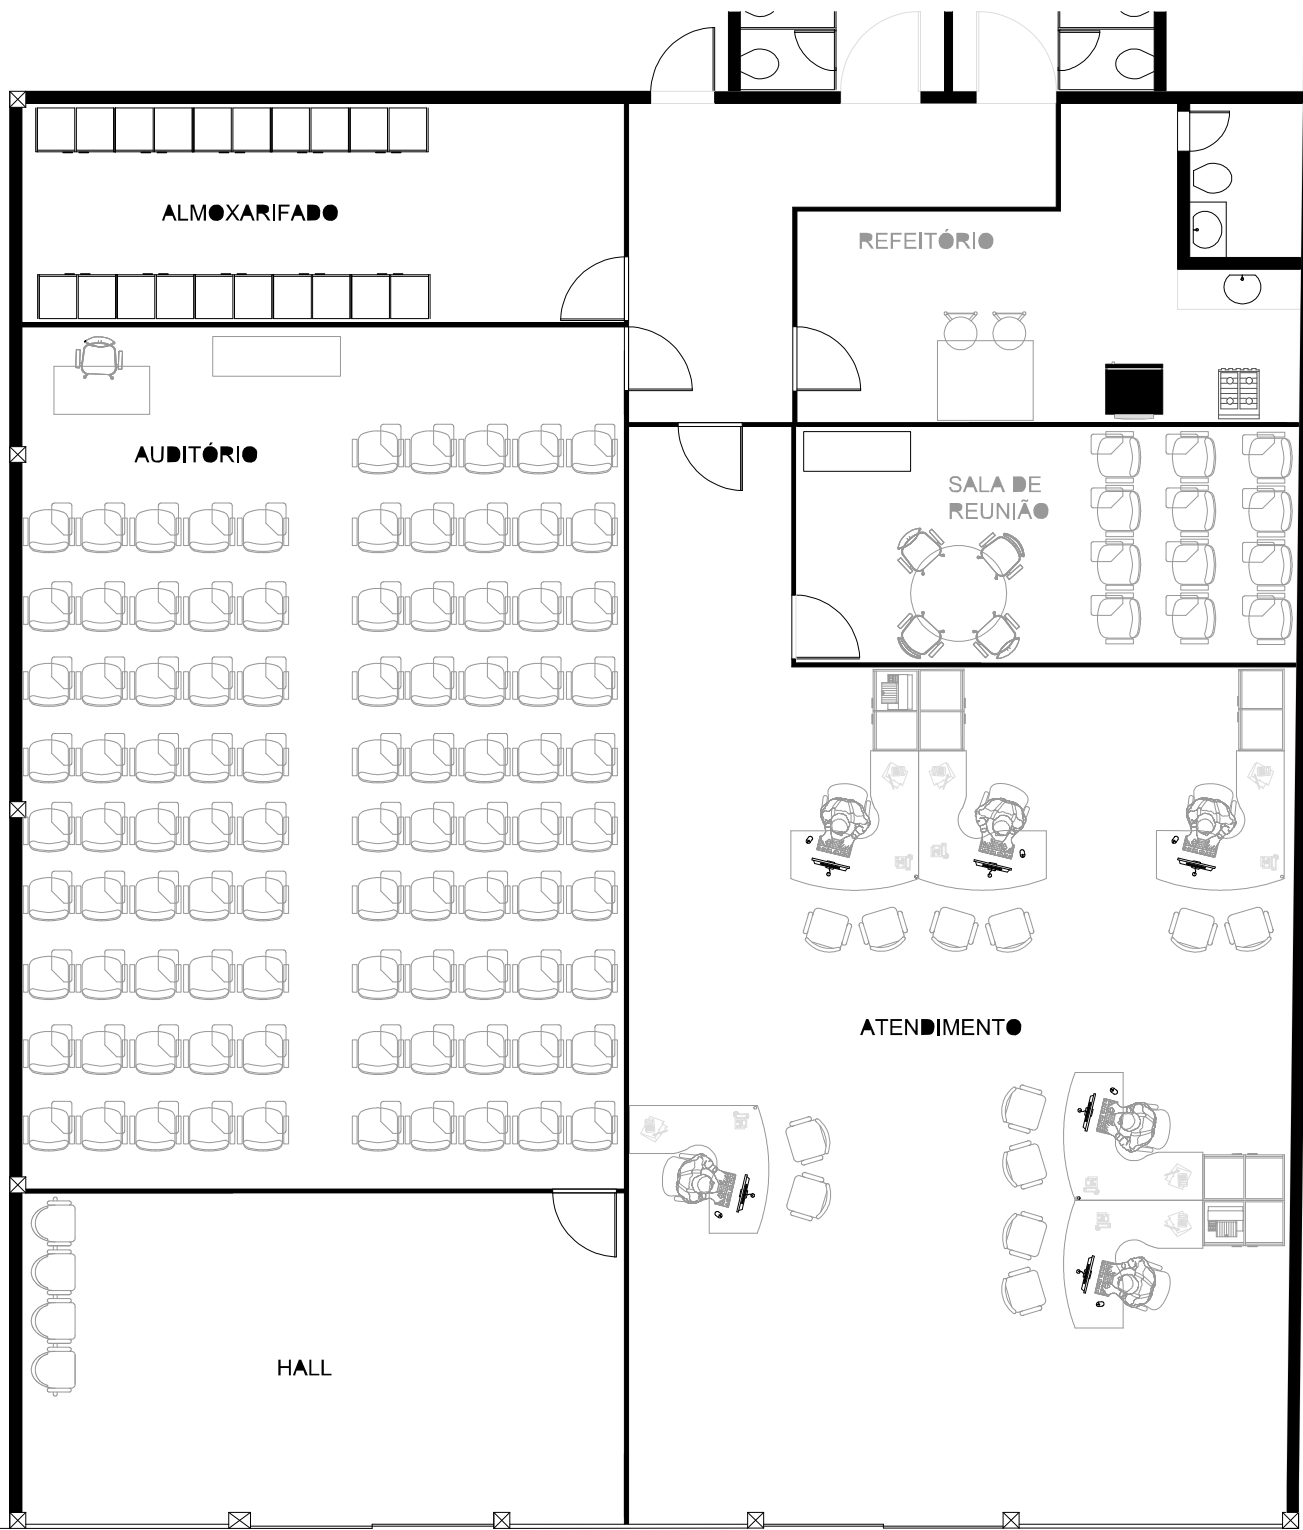 ALMOXARIFADO
REFEITÓRIO
AUDITÓRIO
SALA DE
REUNIÃO
ATENDIMENTO
HALL